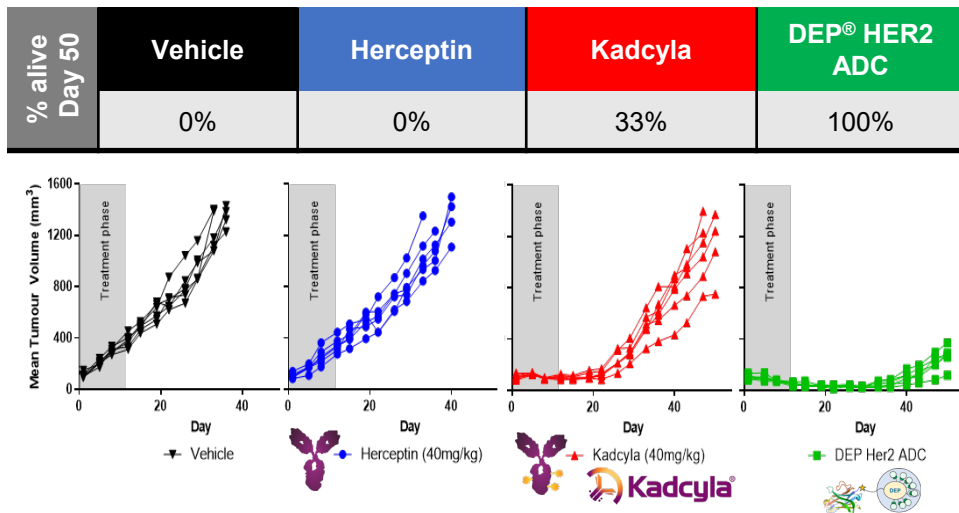 % alive
Day 50
Vehicle
Herceptin
Kadcyla
DEP® HER2
ADC
0%
0%
33%
100%
Mean Tumour Volume (mm³)
1600
1200
800
400
0
Treatment phase
0 20 40
Day
Vehicle
Treatment phase
0 20 40
Day
Herceptin (40mg/kg)
Treatment phase
0 20 40
Day
Kadcyla (40mg/kg)
Kadcyla®
Treatment phase
0 20 40
Day
DEP Her2 ADC
DEP